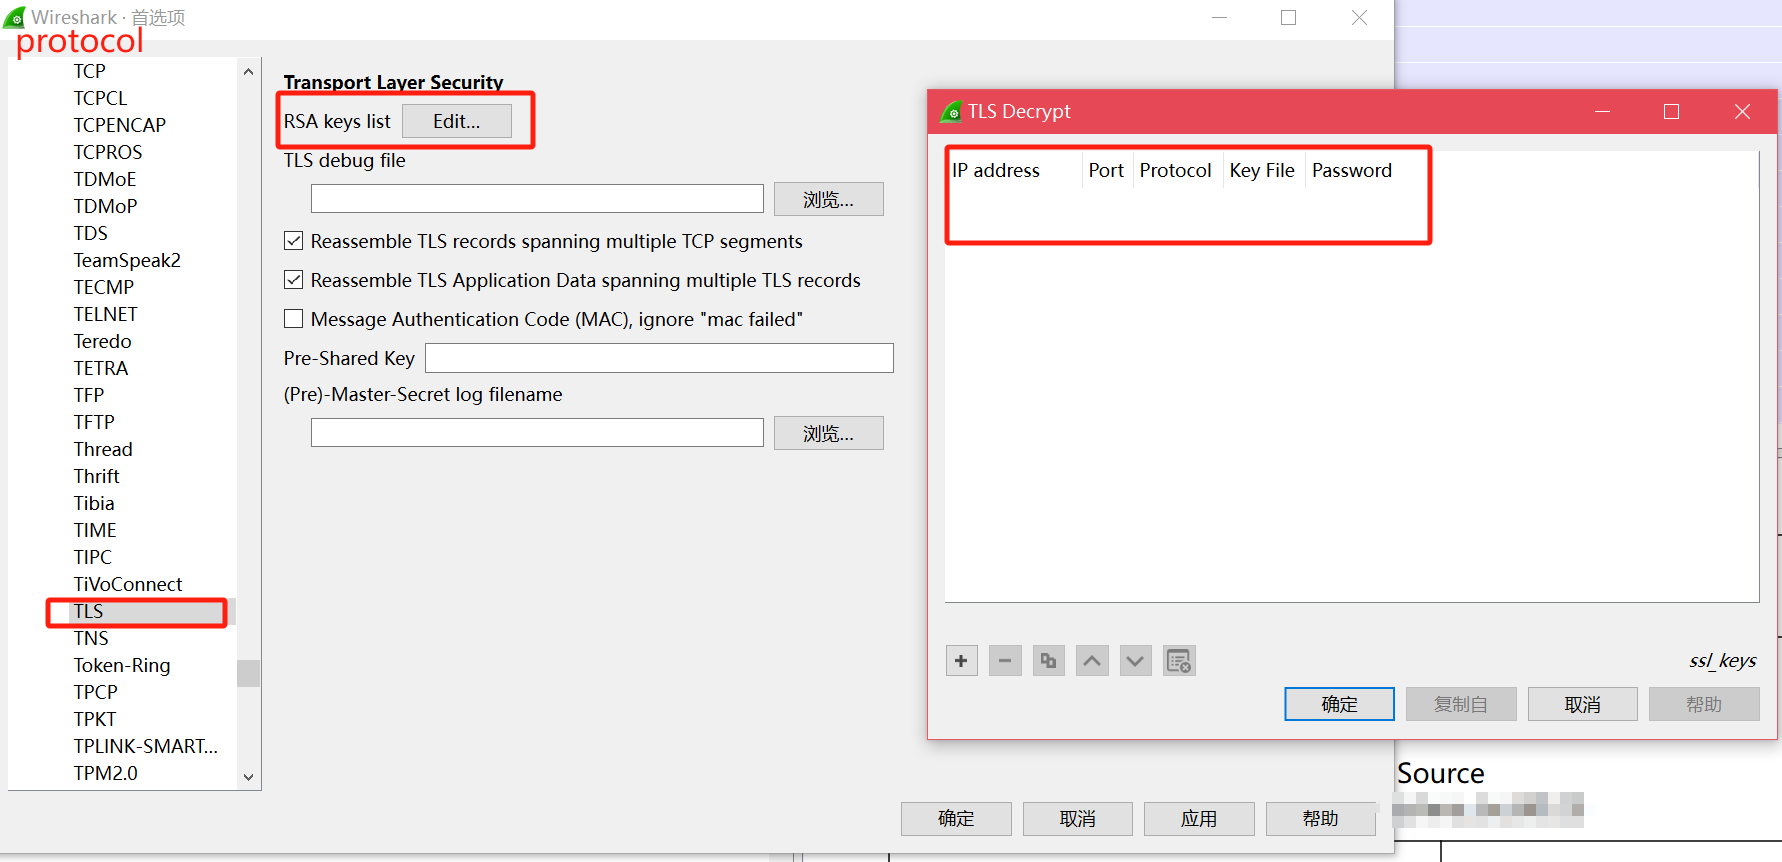 Wireshark · 首选项
protocol
TCP
TCPCL
TCPENCAP
TCPROS
TDMoE
TDMoP
TDS
TeamSpeak2
TECMP
TELNET
Teredo
TETRA
TFP
TFTP
Thread
Thrift
Tibia
TIME
TIPC
TiVoConnect
TLS
TNS
Token-Ring
TPCP
TPKT
TPLINK-SMART...
TPM2.0
Transport Layer Security
RSA keys list Edit...
TLS debug file
浏览...
Reassemble TLS records spanning multiple TCP segments
Reassemble TLS Application Data spanning multiple TLS records
Message Authentication Code (MAC), ignore "mac failed"
Pre-Shared Key
(Pre)-Master-Secret log filename
浏览...
确定 取消 应用 帮助
TLS Decrypt
IP address Port Protocol Key File Password
ssl_keys
确定 复制自 取消 帮助
Source